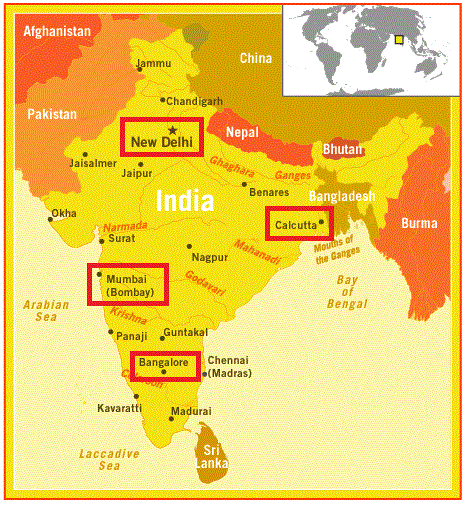 Afghanistan
China
Jammu
Chandigarh
Pakistan
New Delhi
Nepal
Bhutan
Jaisalmer
Jaipur
Ghaghara
Ganges
Benares
Bangladesh
India
Okha
Calcutta
Burma
Narmada
Surat
Nagpur
Mahanadi
Mouths of
the Ganges
Mumbai
(Bombay)
Godavari
Bay
of
Bengal
Arabian
Sea
Krishna
Panaji
Guntakal
Bangalore
Chennai
(Madras)
Kavaratti
Madurai
Laccadive
Sea
Sri
Lanka